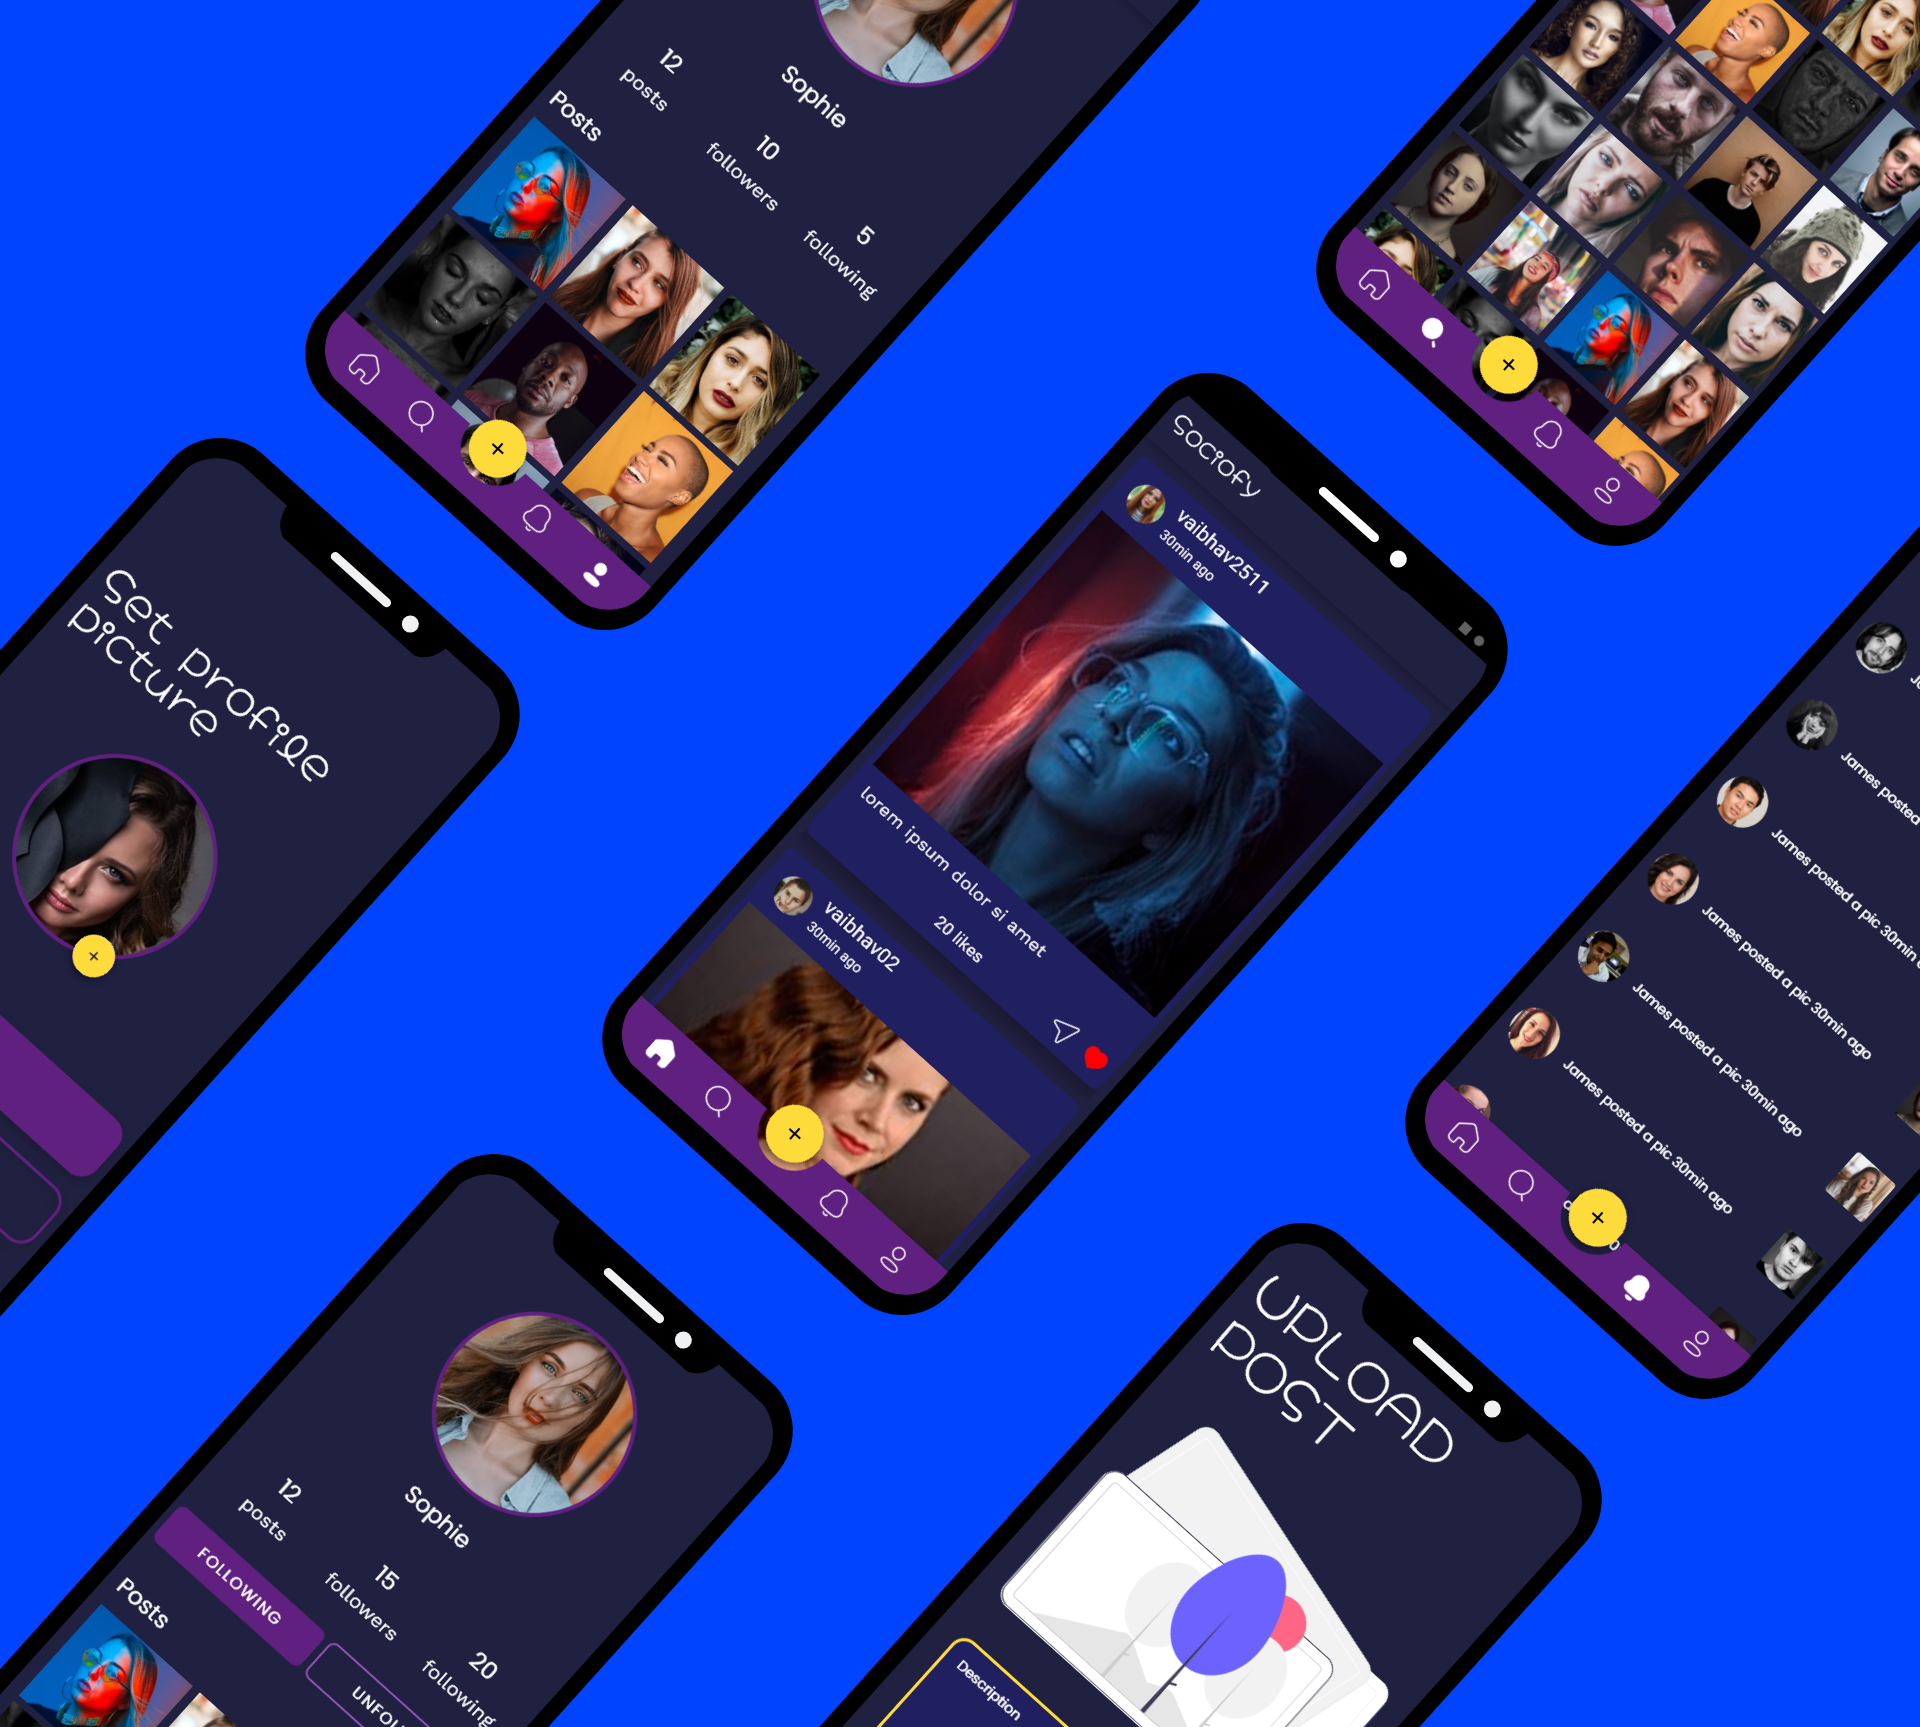 12
posts
Sophie
10
followers
5
following
Posts
Set profile
picture
Sociofy
vaibhav2511
30min ago
lorem ipsum dolor si amet
20 likes
vaibhav02
30min ago
James posted
James posted a pic 30min
James posted a pic 30min ago
James posted a pic 30min ago
James posted a pic 30min ago
Sophie
12
posts
15
followers
20
following
FOLLOWING
Posts
UPLOAD
POST
Description